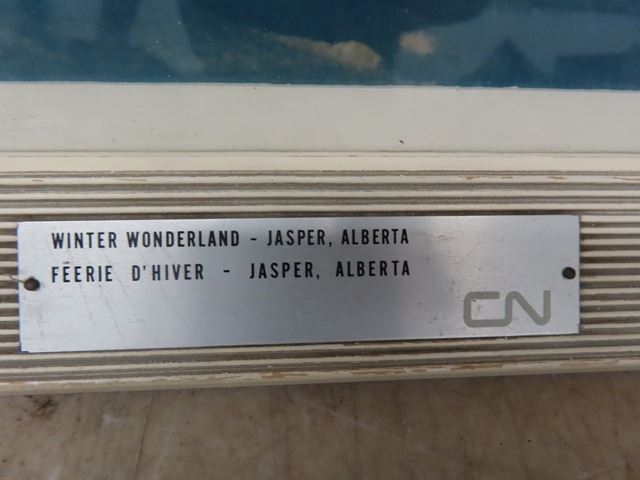 WINTER WONDERLAND - JASPER, ALBERTA
FÉERIE D'HIVER - JASPER, ALBERTA
CN